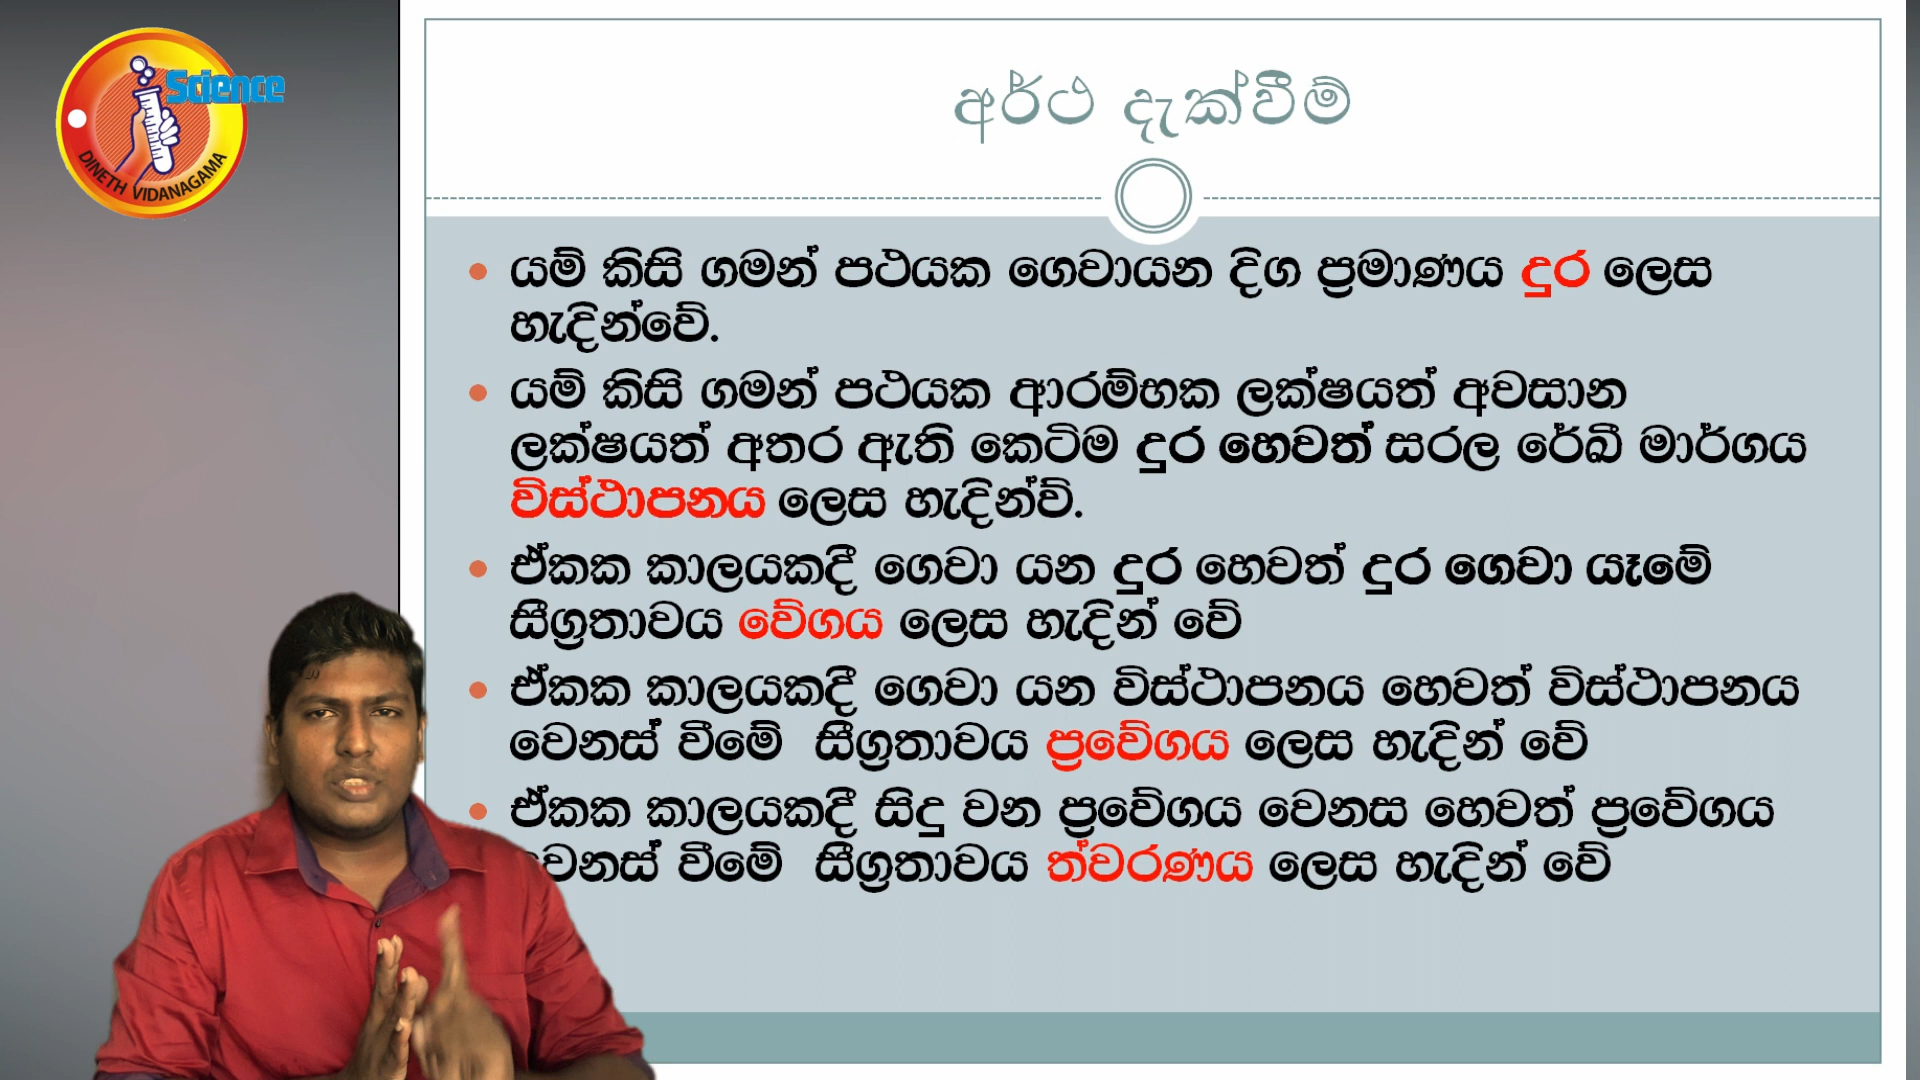 Science
DINETH VIDANAGAMA
අර්ථ දැක්වීම්
යම් කිසි ගමන් පථයක ගෙවායන දිග ප්‍රමාණය දුර ලෙස
හැදින්වේ.
යම් කිසි ගමන් පථයක ආරම්භක ලක්ෂයත් අවසාන
ලක්ෂයත් අතර ඇති කෙටිම දුර හෙවත් සරල රේඛී මාර්ගය
විස්ථාපනය ලෙස හැදින්වි.
ඒකක කාලයකදී ගෙවා යන දුර හෙවත් දුර ගෙවා යෑමේ
සීග්‍රතාවය වේගය ලෙස හැදින් වේ
ඒකක කාලයකදී ගෙවා යන විස්ථාපනය හෙවත් විස්ථාපනය
වෙනස් වීමේ සීග්‍රතාවය ප්‍රවේගය ලෙස හැදින් වේ
ඒකක කාලයකදී සිදු වන ප්‍රවේගය වෙනස හෙවත් ප්‍රවේගය
වෙනස් වීමේ සීග්‍රතාවය ත්වරණය ලෙස හැදින් වේ